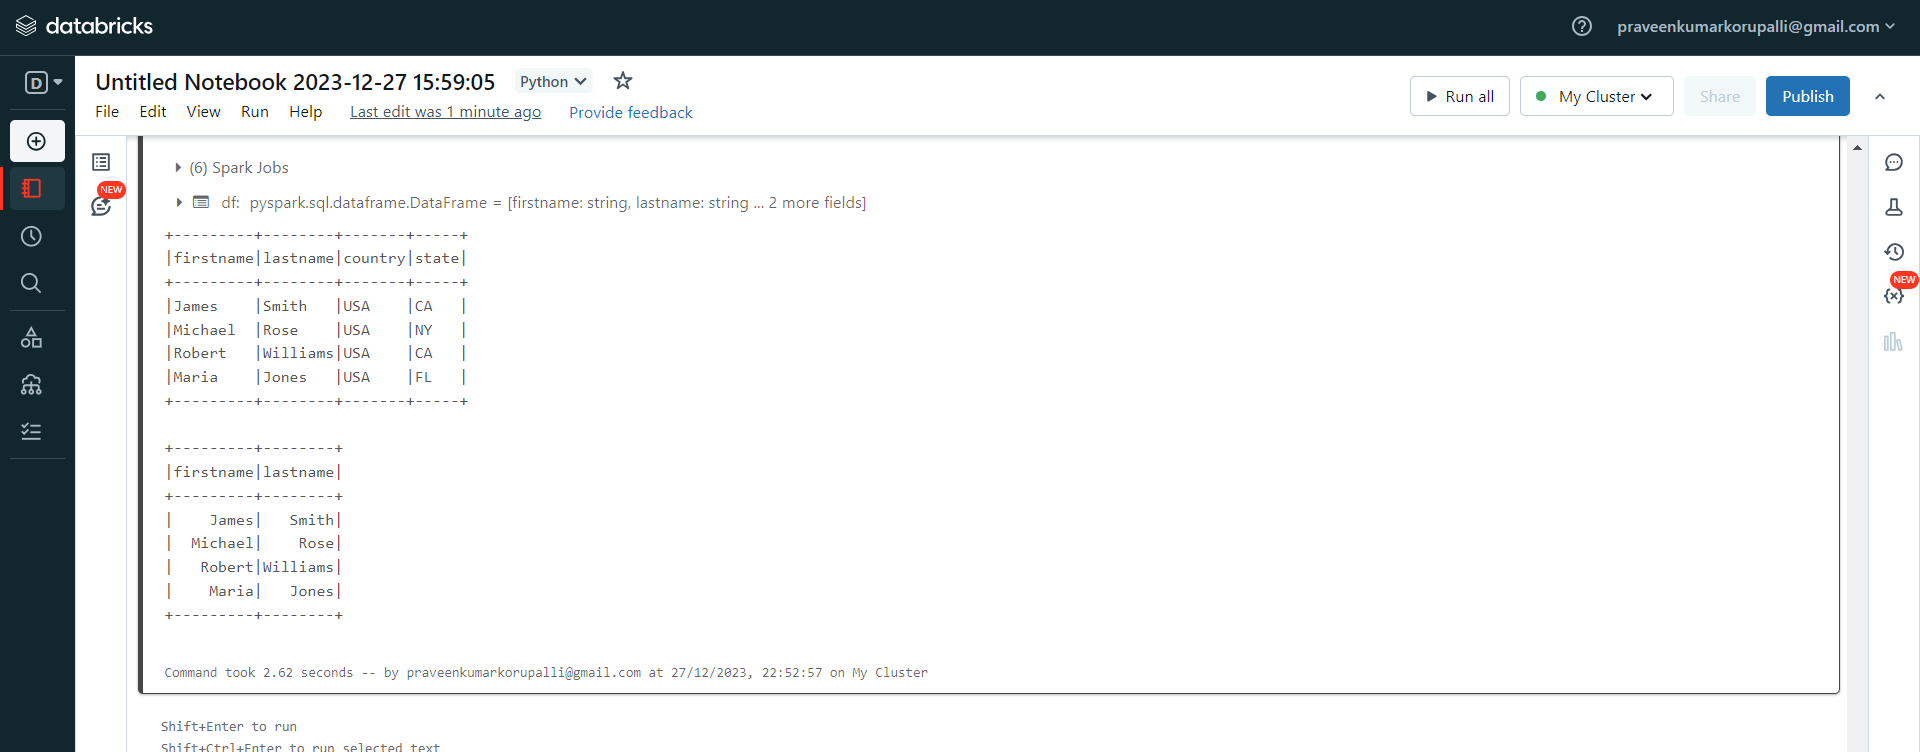 databricks
praveenkumarkorupalli@gmail.com
D
Untitled Notebook 2023-12-27 15:59:05 Python
File Edit View Run Help Last edit was 1 minute ago Provide feedback
Run all My Cluster Share Publish
NEW
NEW
(6) Spark Jobs
df: pyspark.sql.dataframe.DataFrame = [firstname: string, lastname: string ... 2 more fields]
+---------+--------+-------+-----+
|firstname|lastname|country|state|
+---------+--------+-------+-----+
|James    |Smith   |USA    |CA   |
|Michael  |Rose    |USA    |NY   |
|Robert   |Williams|USA    |CA   |
|Maria    |Jones   |USA    |FL   |
+---------+--------+-------+-----+
+---------+--------+
|firstname|lastname|
+---------+--------+
|    James|   Smith|
|  Michael|    Rose|
|   Robert|Williams|
|    Maria|   Jones|
+---------+--------+
Command took 2.62 seconds -- by praveenkumarkorupalli@gmail.com at 27/12/2023, 22:52:57 on My Cluster
Shift+Enter to run
Shift+Ctrl+Enter to run selected text